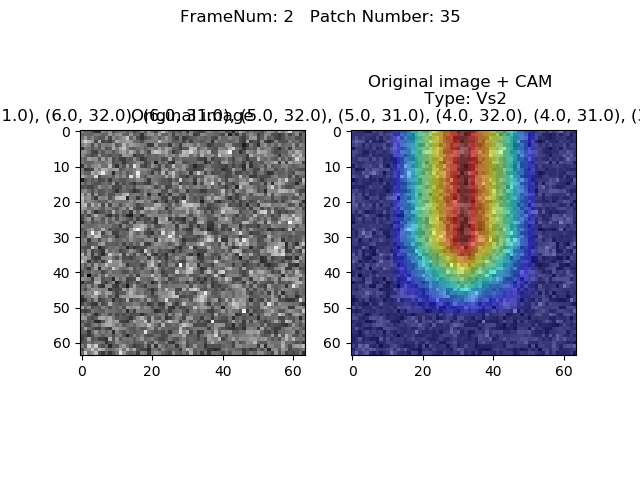 FrameNum: 2   Patch Number: 35
Original image + CAM
Type: Vs2
1.0), (6.0, 32.0), (6.0, 31.0), (5.0, 32.0), (5.0, 31.0), (4.0, 32.0), (4.0, 31.0), (3
Original image
0
10
20
30
40
50
60
0 20 40 60
0
10
20
30
40
50
60
0 20 40 60